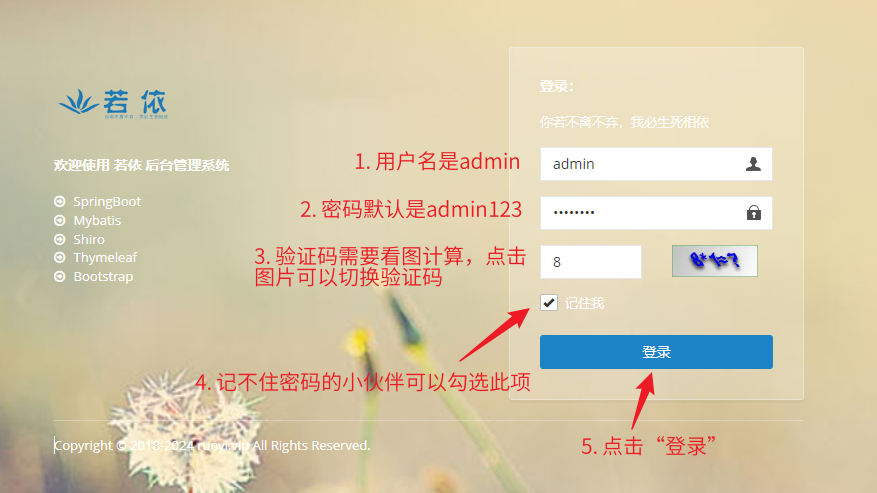 若依
你若不离不弃，我必生死相依
欢迎使用 若依 后台管理系统
SpringBoot
Mybatis
Shiro
Thymeleaf
Bootstrap
登录：
你若不离不弃，我必生死相依
1. 用户名是admin
admin
2. 密码默认是admin123
••••••••
3. 验证码需要看图计算，点击
图片可以切换验证码
8
8*1=?
记住我
登录
4. 记不住密码的小伙伴可以勾选此项
5. 点击“登录”
Copyright © 2018-2024 ruoyi.vip All Rights Reserved.